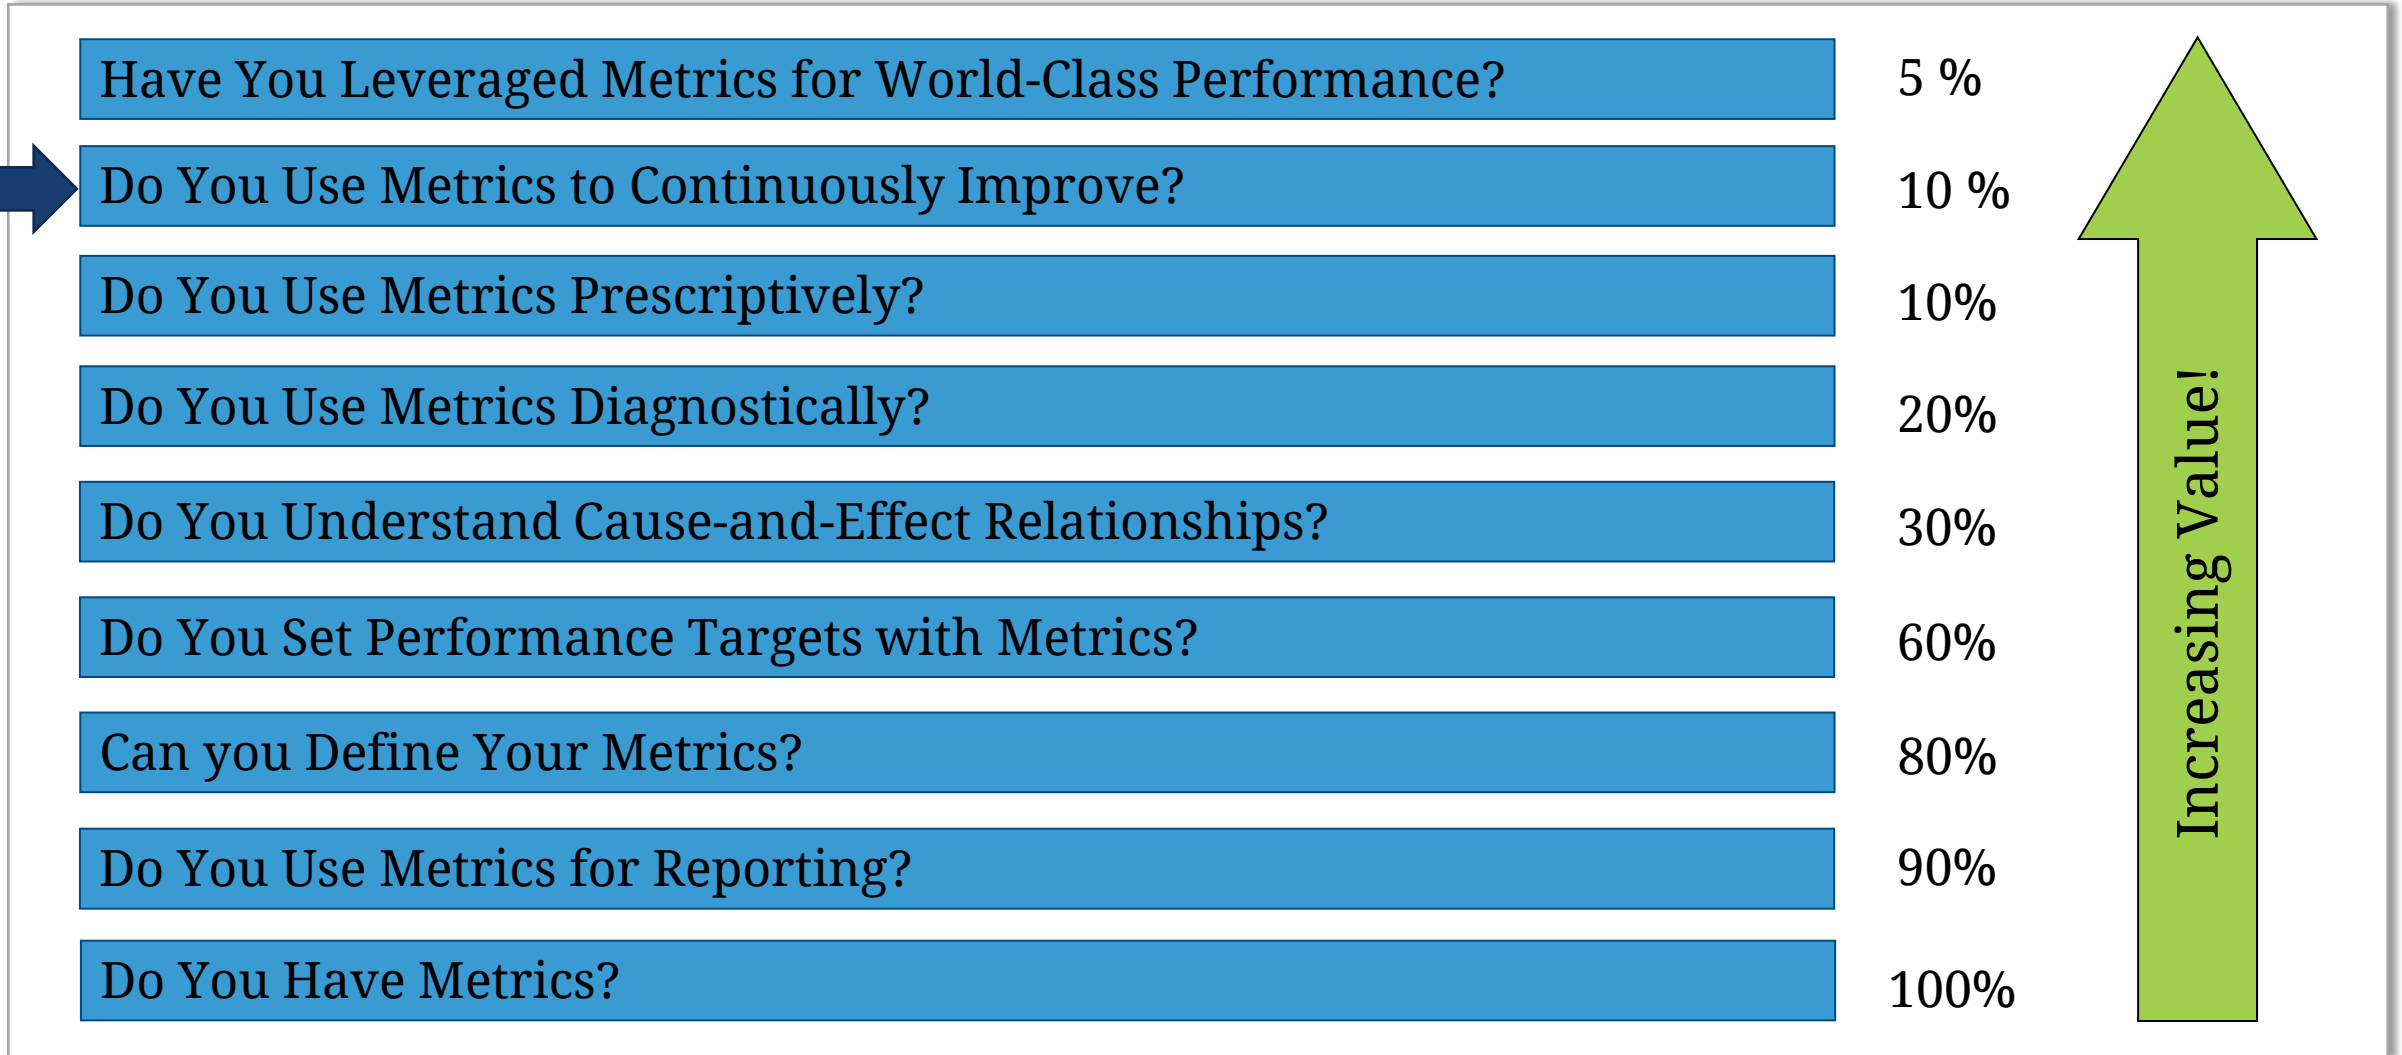 Have You Leveraged Metrics for World-Class Performance? 5 %
Do You Use Metrics to Continuously Improve? 10 %
Do You Use Metrics Prescriptively? 10%
Do You Use Metrics Diagnostically? 20%
Do You Understand Cause-and-Effect Relationships? 30%
Do You Set Performance Targets with Metrics? 60%
Can you Define Your Metrics? 80%
Do You Use Metrics for Reporting? 90%
Do You Have Metrics? 100%
Increasing Value!